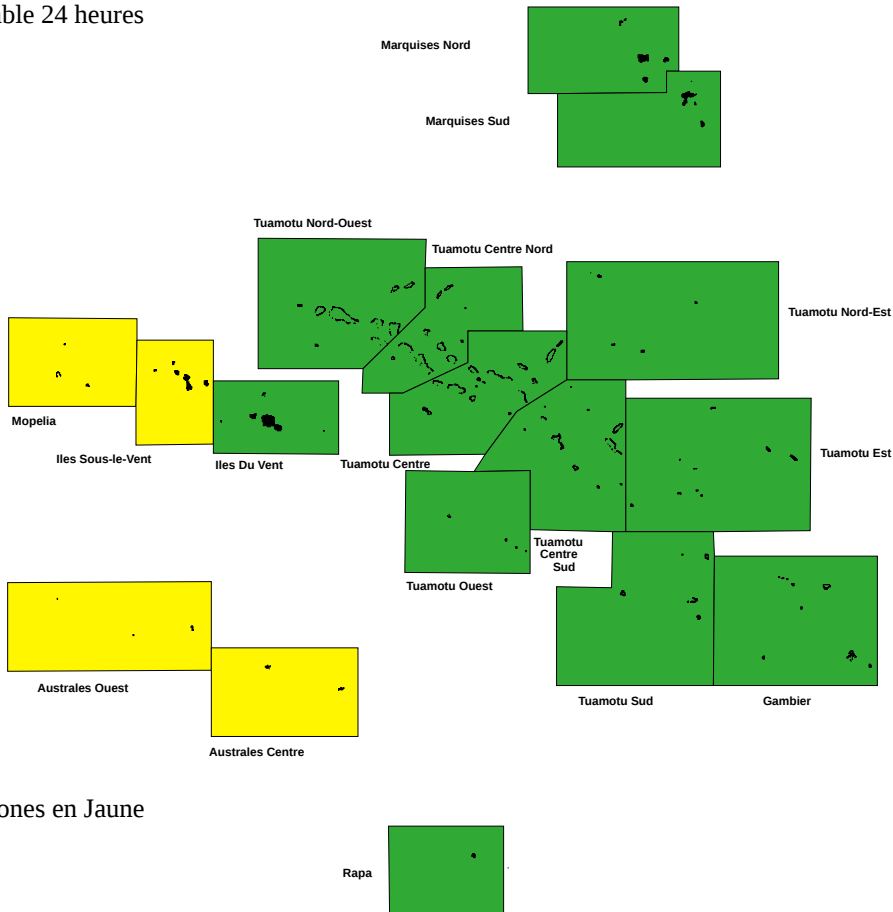 24 heures
Marquises Nord
Marquises Sud
Tuamotu Nord-Ouest
Tuamotu Centre Nord
Tuamotu Nord-Est
Mopelia
Iles Sous-le-Vent
Iles Du Vent
Tuamotu Centre
Tuamotu Est
Tuamotu
Centre
Sud
Tuamotu Ouest
Australes Ouest
Tuamotu Sud
Gambier
Australes Centre
en Jaune
Rapa